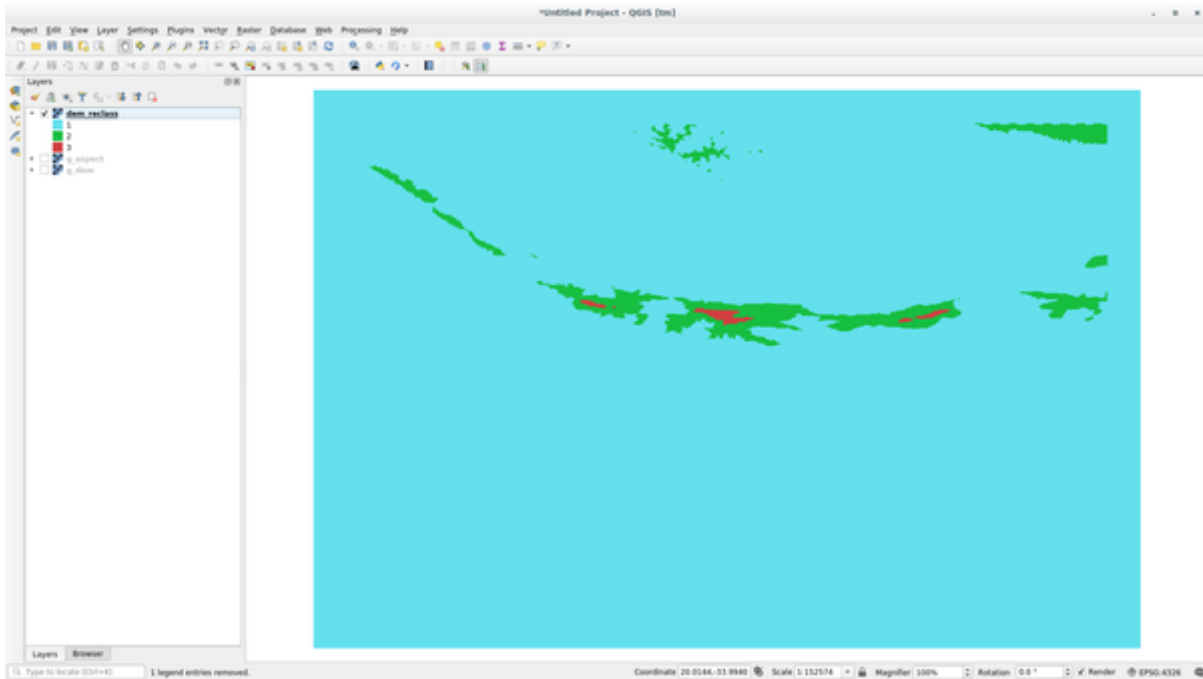 *Untitled Project - QGIS [tm]
Project Edit View Layer Settings Plugins Vector Raster Database Web Processing Help
Layers
dem_reclass
1
2
3
g_aspect
g_dem
Layers Browser
Type to locate (Ctrl+K) 1 legend entries removed. Coordinate 20.0144,-33.9940 Scale 1:152574 Magnifier 100% Rotation 0.0 ° Render EPSG:4326